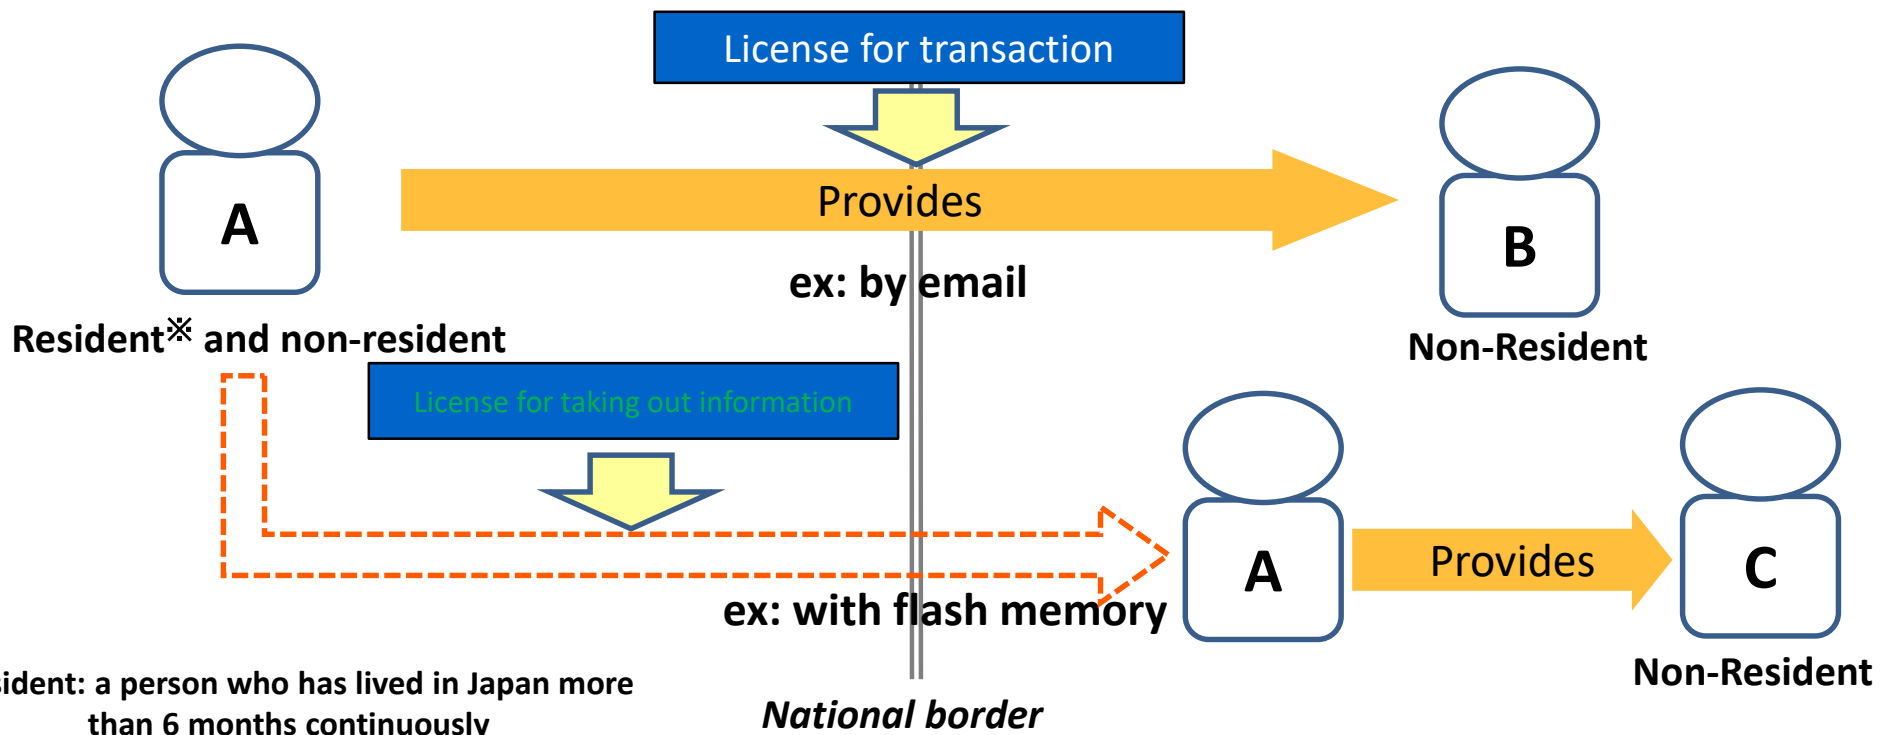 License for transaction
A
Provides
B
ex: by email
Resident※ and non-resident
Non-Resident
License for taking out information
A
Provides
C
ex: with flash memory
Non-Resident
sident: a person who has lived in Japan more
than 6 months continuously
National border